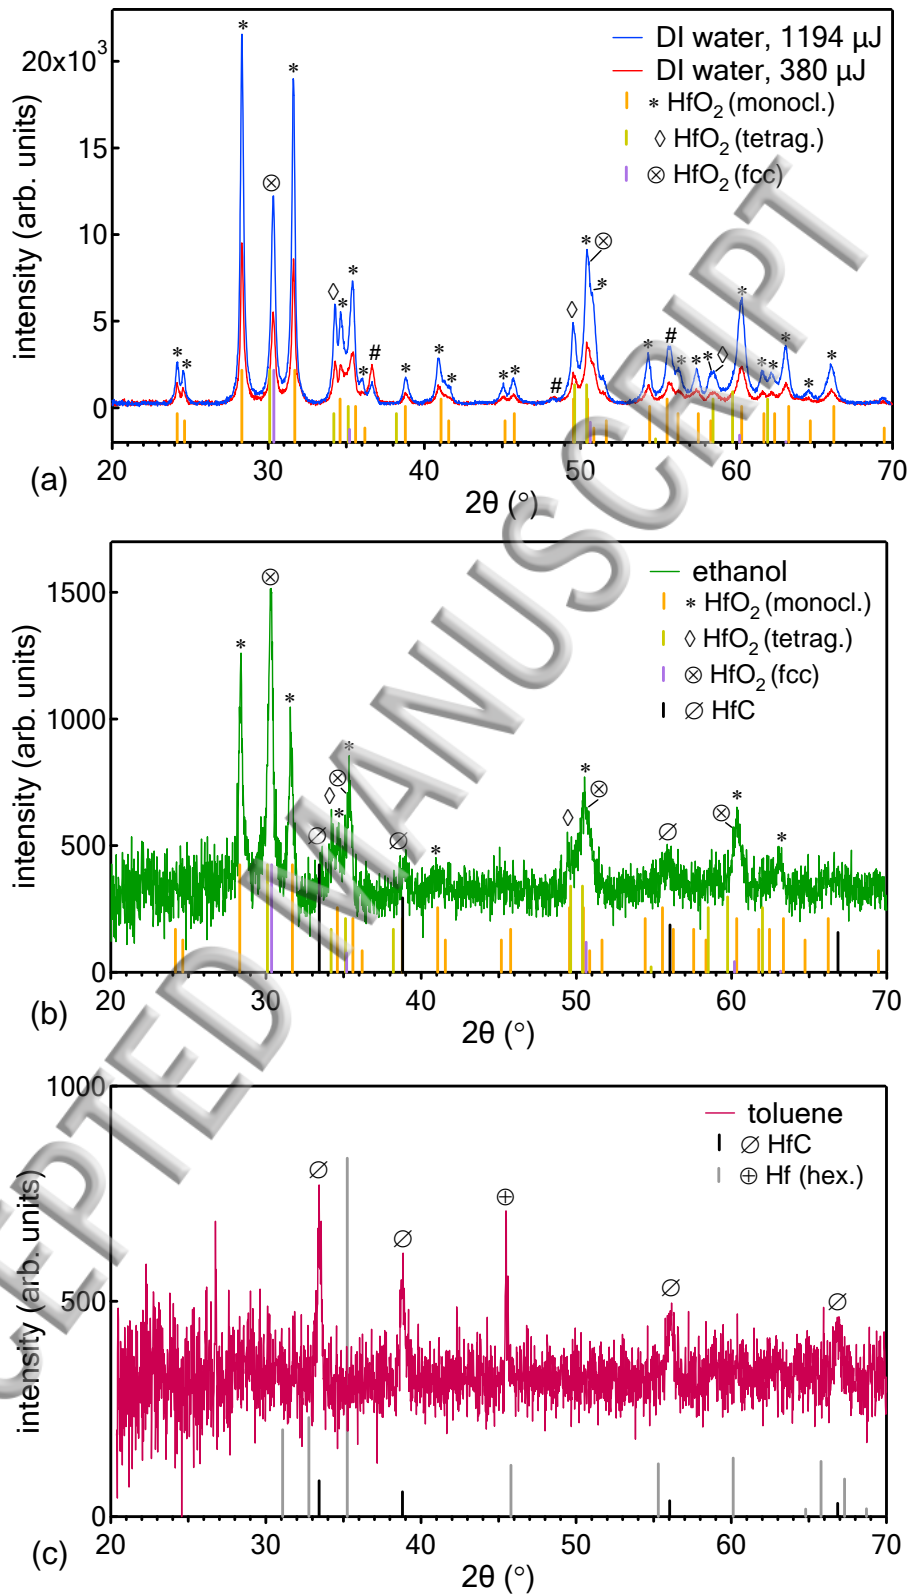 20x10³
15
10
5
0
intensity (arb. units)
DI water, 1194 µJ
DI water, 380 µJ
* HfO₂ (monocl.)
◊ HfO₂ (tetrag.)
⊗ HfO₂ (fcc)
* ⊗ * ◊ * * * # * * * * * # ◊ * ⊗ * * # * * * ◊ * * * * * *
20 30 40 50 60 70
2θ (°)
(a)
1500
1000
500
0
intensity (arb. units)
ethanol
* HfO₂ (monocl.)
◊ HfO₂ (tetrag.)
⊗ HfO₂ (fcc)
∅ HfC
* ⊗ * ∅ ◊ ⊗ * * ∅ * ◊ * ⊗ ∅ ⊗ * *
20 30 40 50 60 70
2θ (°)
(b)
1000
500
0
intensity (arb. units)
toluene
∅ HfC
⊕ Hf (hex.)
∅ ∅ ⊕ ∅ ∅
20 30 40 50 60 70
2θ (°)
(c)
CEPTED MANUSCRIPT